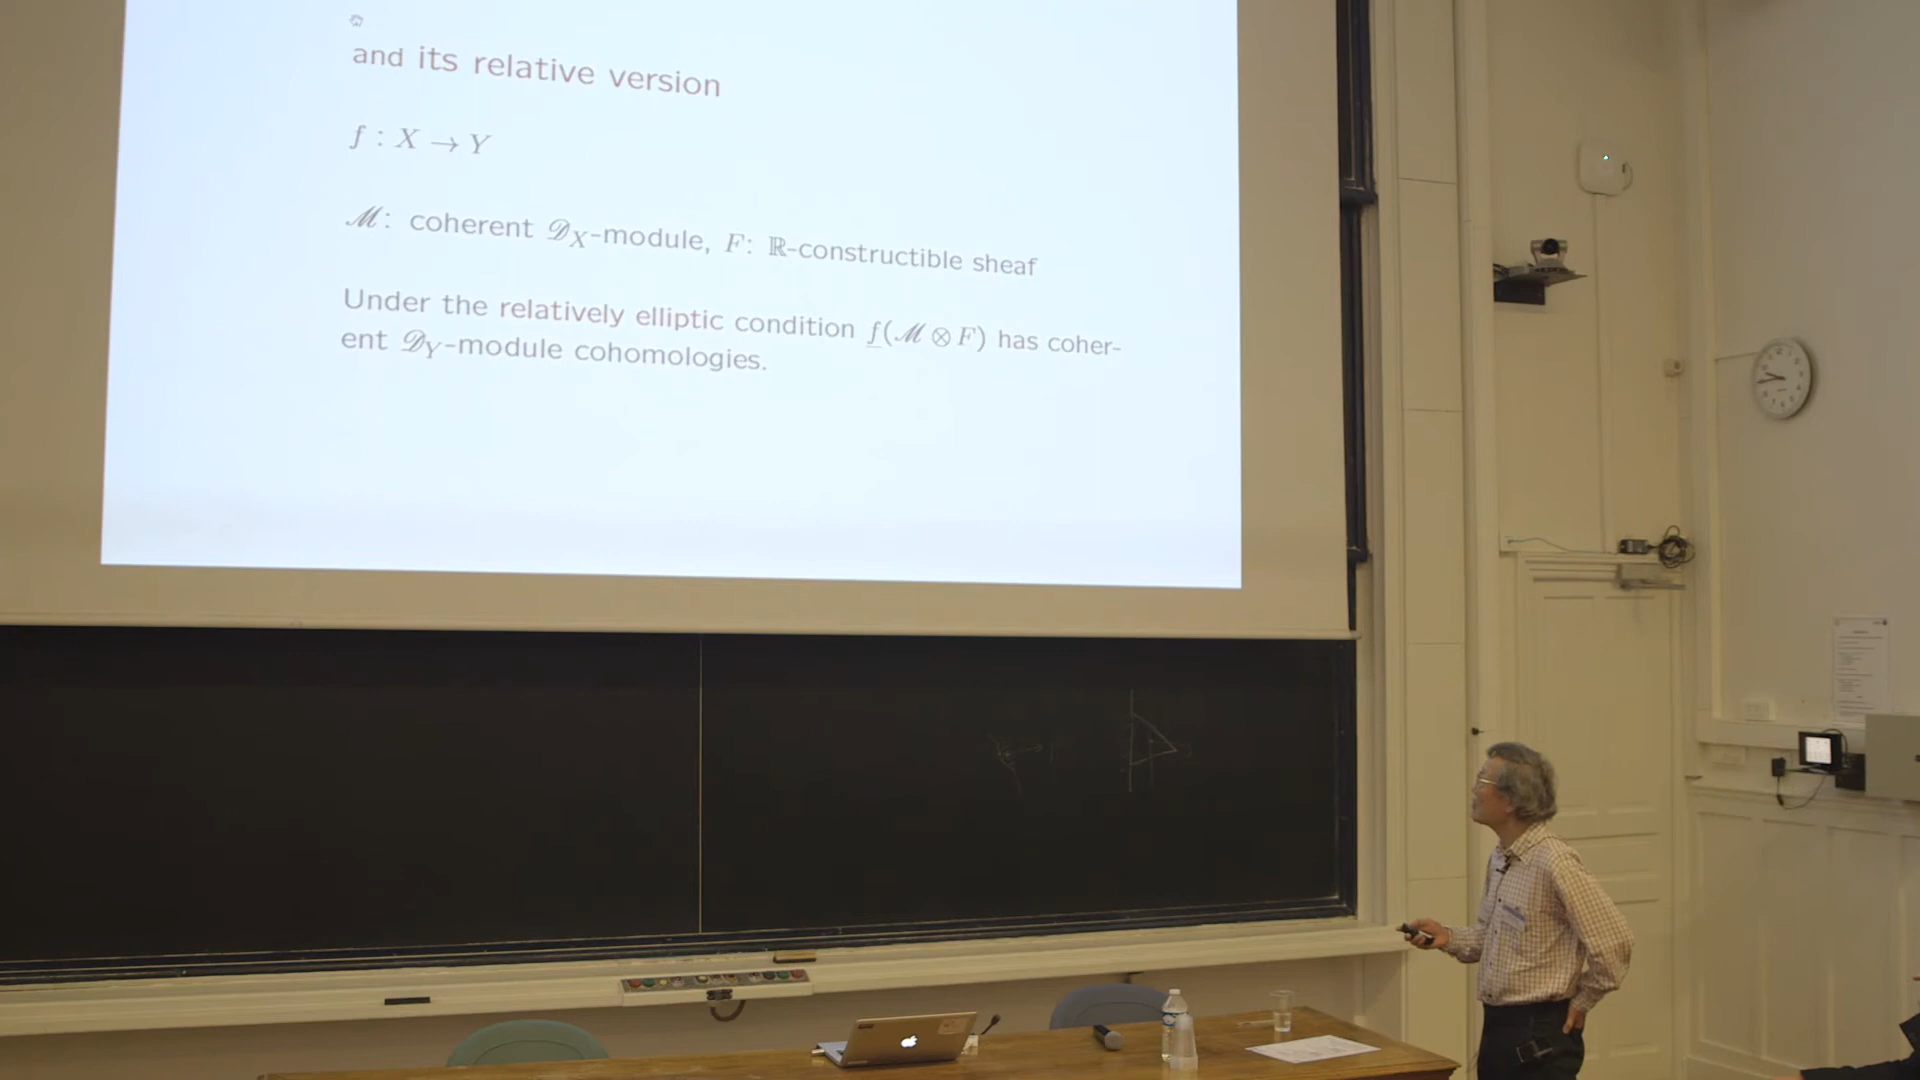 and its relative version
f : X → Y
ℳ: coherent 𝒟_X-module, F: ℝ-constructible sheaf
Under the relatively elliptic condition f̲(ℳ ⊗ F) has coher-
ent 𝒟_Y-module cohomologies.